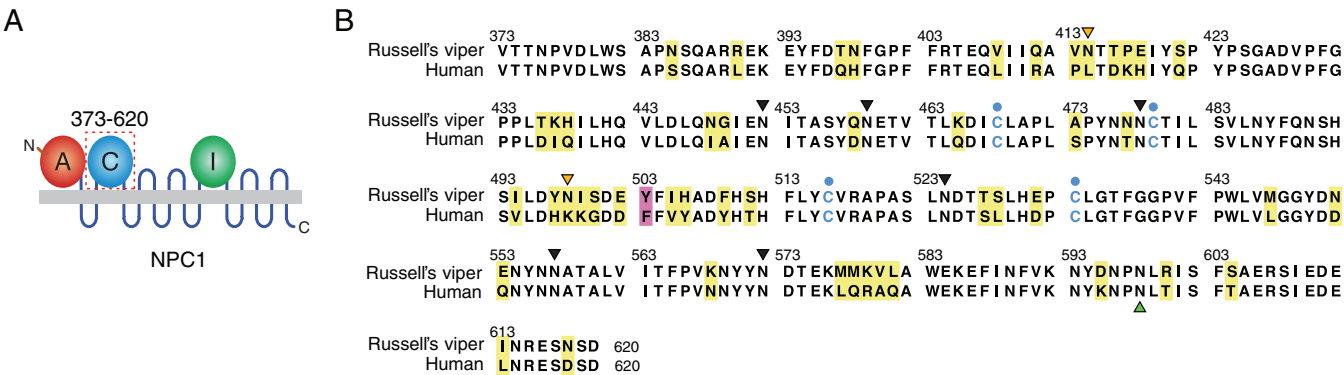 A
B
373-620
N
A
C
I
C
NPC1
373 383 393 403 413 423
Russell's viper VTTNPVDLWS APNSQARREK EYFDTNFGPF FRTEQVIIQA VNTTPEIYSP YPSGADVPFG
Human VTTNPVDLWS APSSQARLEK EYFDQHFGPF FRTEQLIIRA PLTDKHIYQP YPSGADVPFG
433 443 453 463 473 483
Russell's viper PPLTKHILHQ VLDLQNGIEN ITASYQNETV TLKDICLAPL APYNNNCTIL SVLNYFQNSH
Human PPLDIQILHQ VLDLQIAIEN ITASYDNETV TLQDICLAPL SPYNTNCTIL SVLNYFQNSH
493 503 513 523 543
Russell's viper SILDYNISDE YFIHADFHSH FLYCVRAPAS LNDTTSLHEP CLGTFGGPVF PWLVMGGYDN
Human SVLDHKKGDD FFVYADYHTH FLYCVRAPAS LNDTSLLHDP CLGTFGGPVF PWLVLGGYDD
553 563 573 583 593 603
Russell's viper ENYNNATALV ITFPVKNYYN DTEKMMKVLA WEKEFINFVK NYDNPNLRIS FSAERSIEDE
Human QNYNNATALV ITFPVNNYYN DTEKLQRAQA WEKEFINFVK NYKNPNLTIS FTAERSIEDE
613
Russell's viper INRESNSD 620
Human LNRESDSD 620